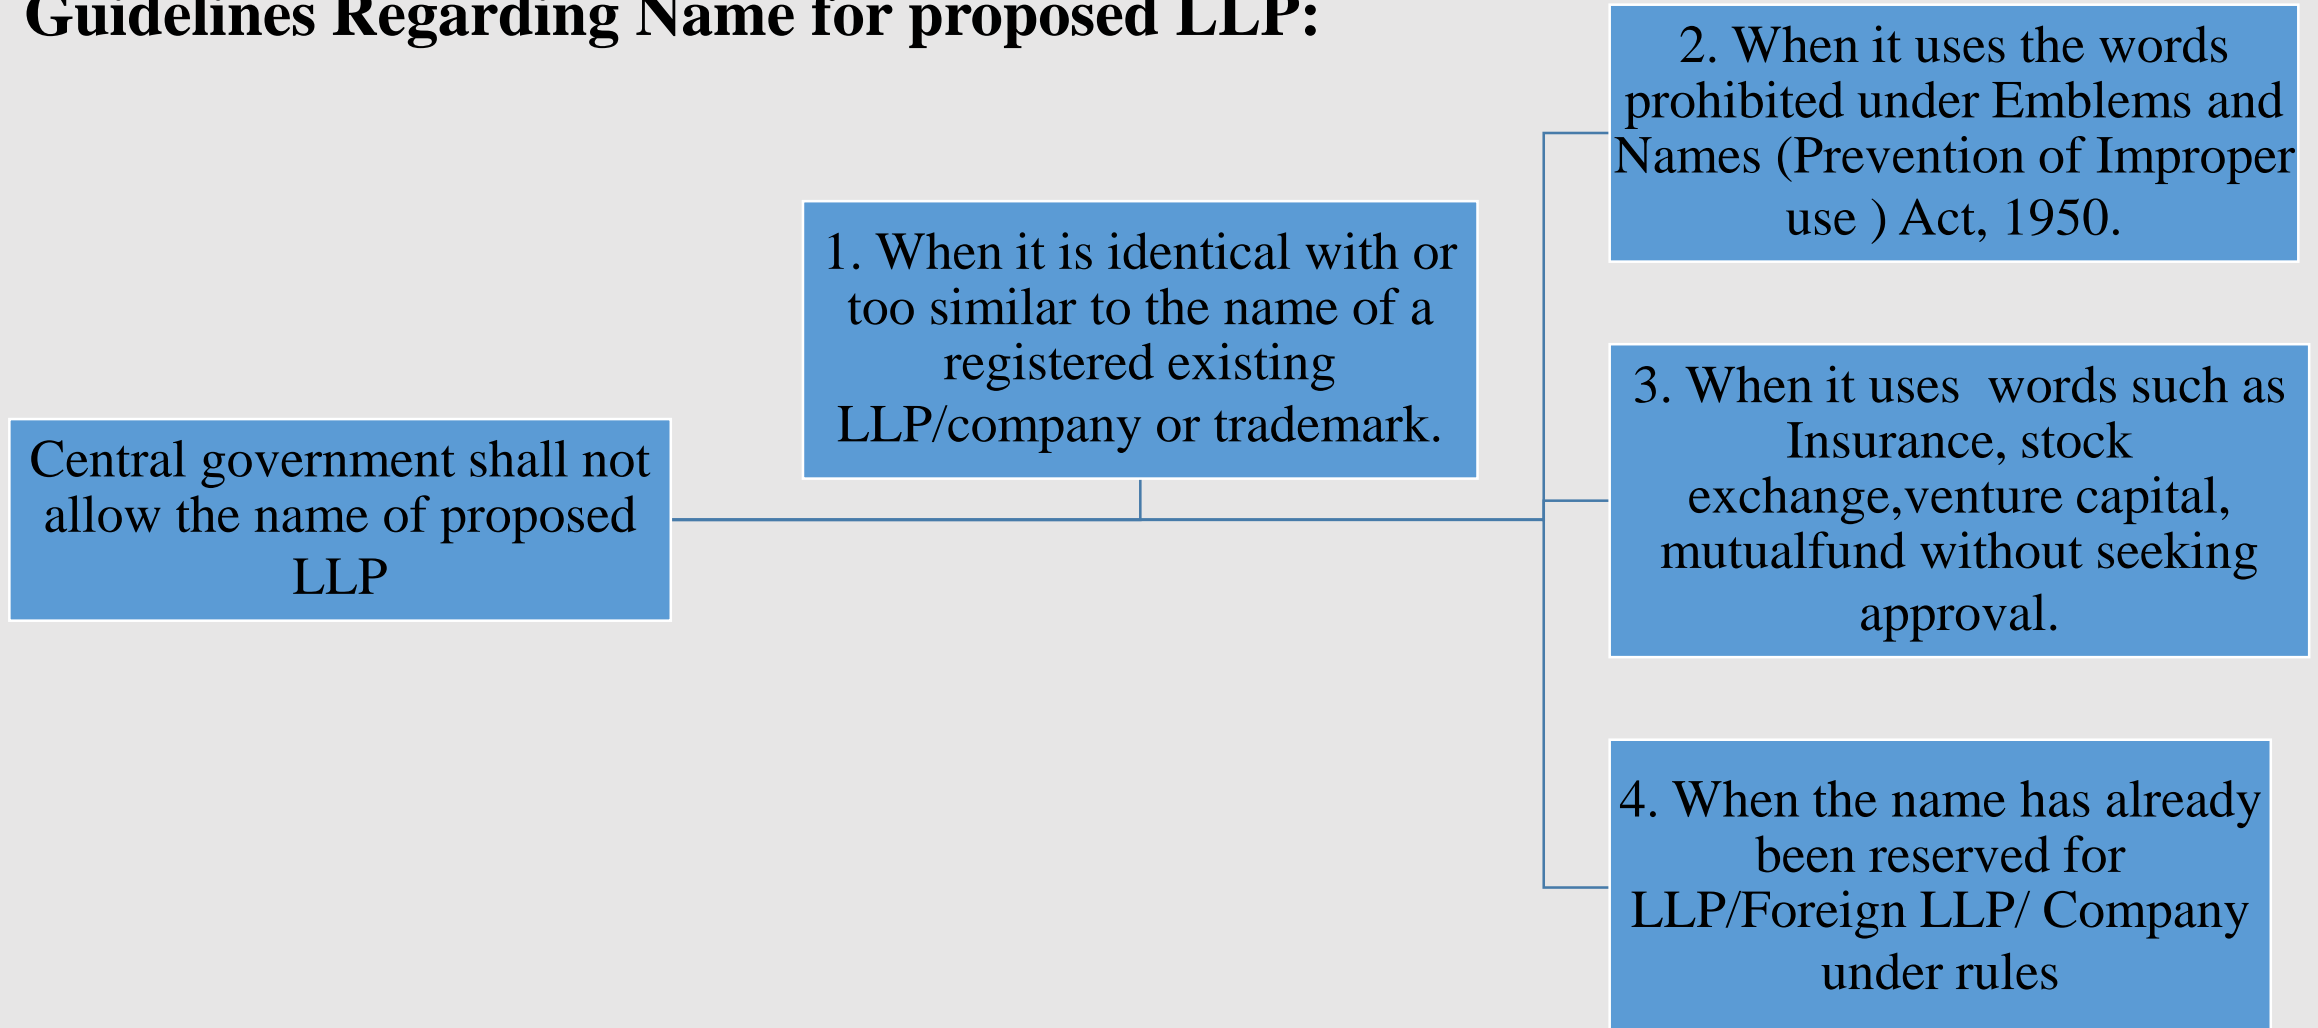 Guidelines Regarding Name for proposed LLP:
Central government shall not
allow the name of proposed
LLP
1. When it is identical with or
too similar to the name of a
registered existing
LLP/company or trademark.
2. When it uses the words
prohibited under Emblems and
Names (Prevention of Improper
use ) Act, 1950.
3. When it uses  words such as
Insurance, stock
exchange,venture capital,
mutualfund without seeking
approval.
4. When the name has already
been reserved for
LLP/Foreign LLP/ Company
under rules